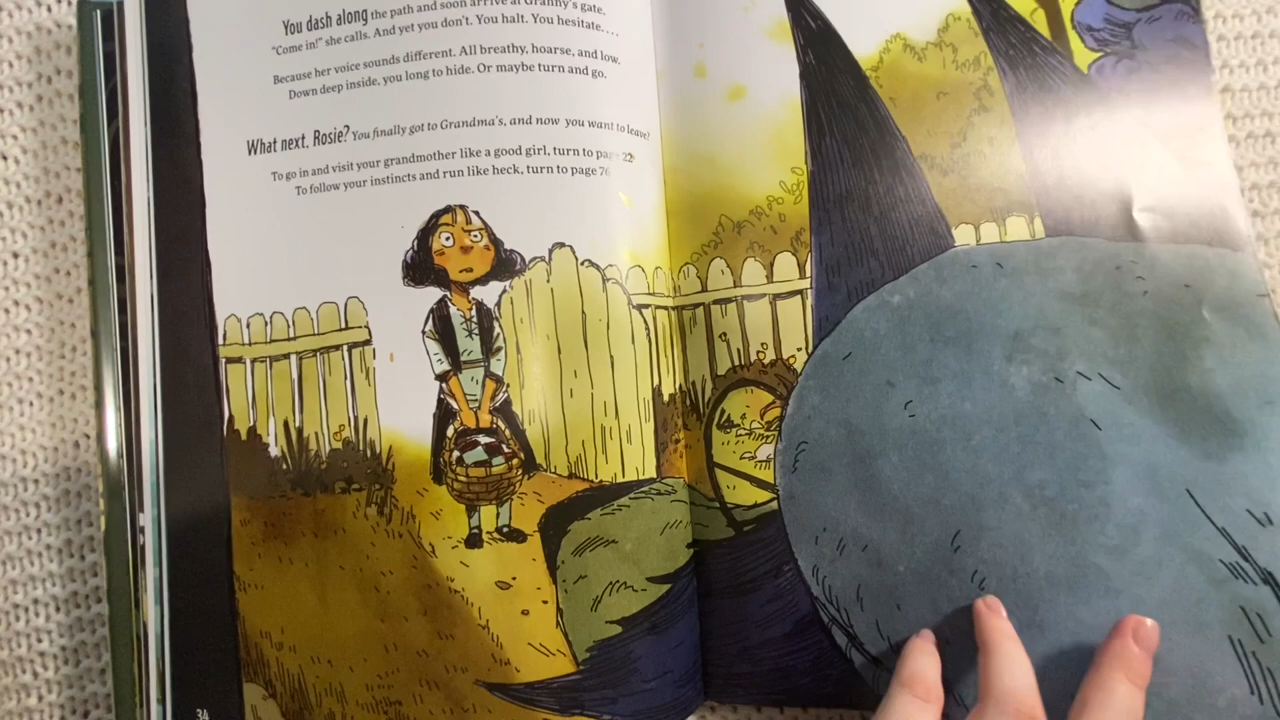 You dash along the path and soon arrive at Granny's gate.
"Come in!" she calls. And yet you don't. You halt. You hesitate....
Because her voice sounds different. All breathy, hoarse, and low,
Down deep inside, you long to hide. Or maybe turn and go.
What next, Rosie? You finally got to Grandma's, and now you want to leave?
To go in and visit your grandmother like a good girl, turn to page 22
To follow your instincts and run like heck, turn to page 76
34